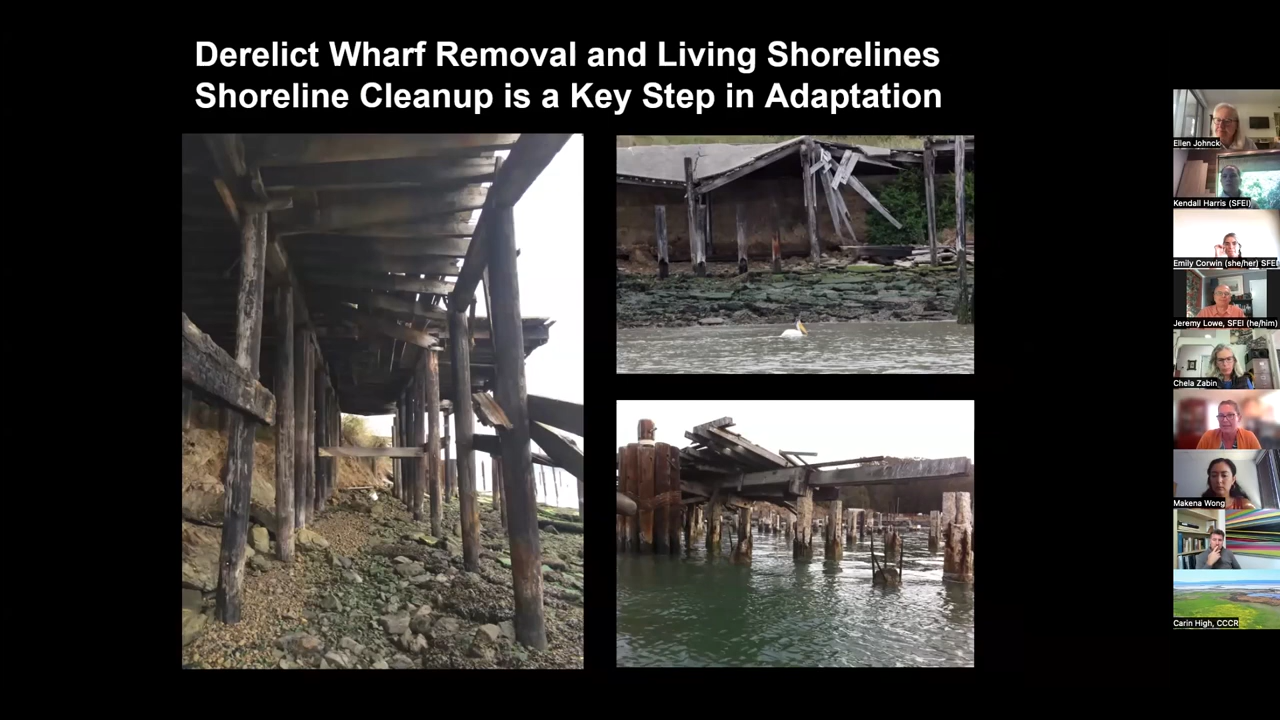 Derelict Wharf Removal and Living Shorelines
Shoreline Cleanup is a Key Step in Adaptation
Ellen Johnck
Kendall Harris (SFEI)
Emily Corwin (she/her) SFEI
Jeremy Lowe, SFEI (he/him)
Chela Zabin
Makena Wong
Carin High, CCCR